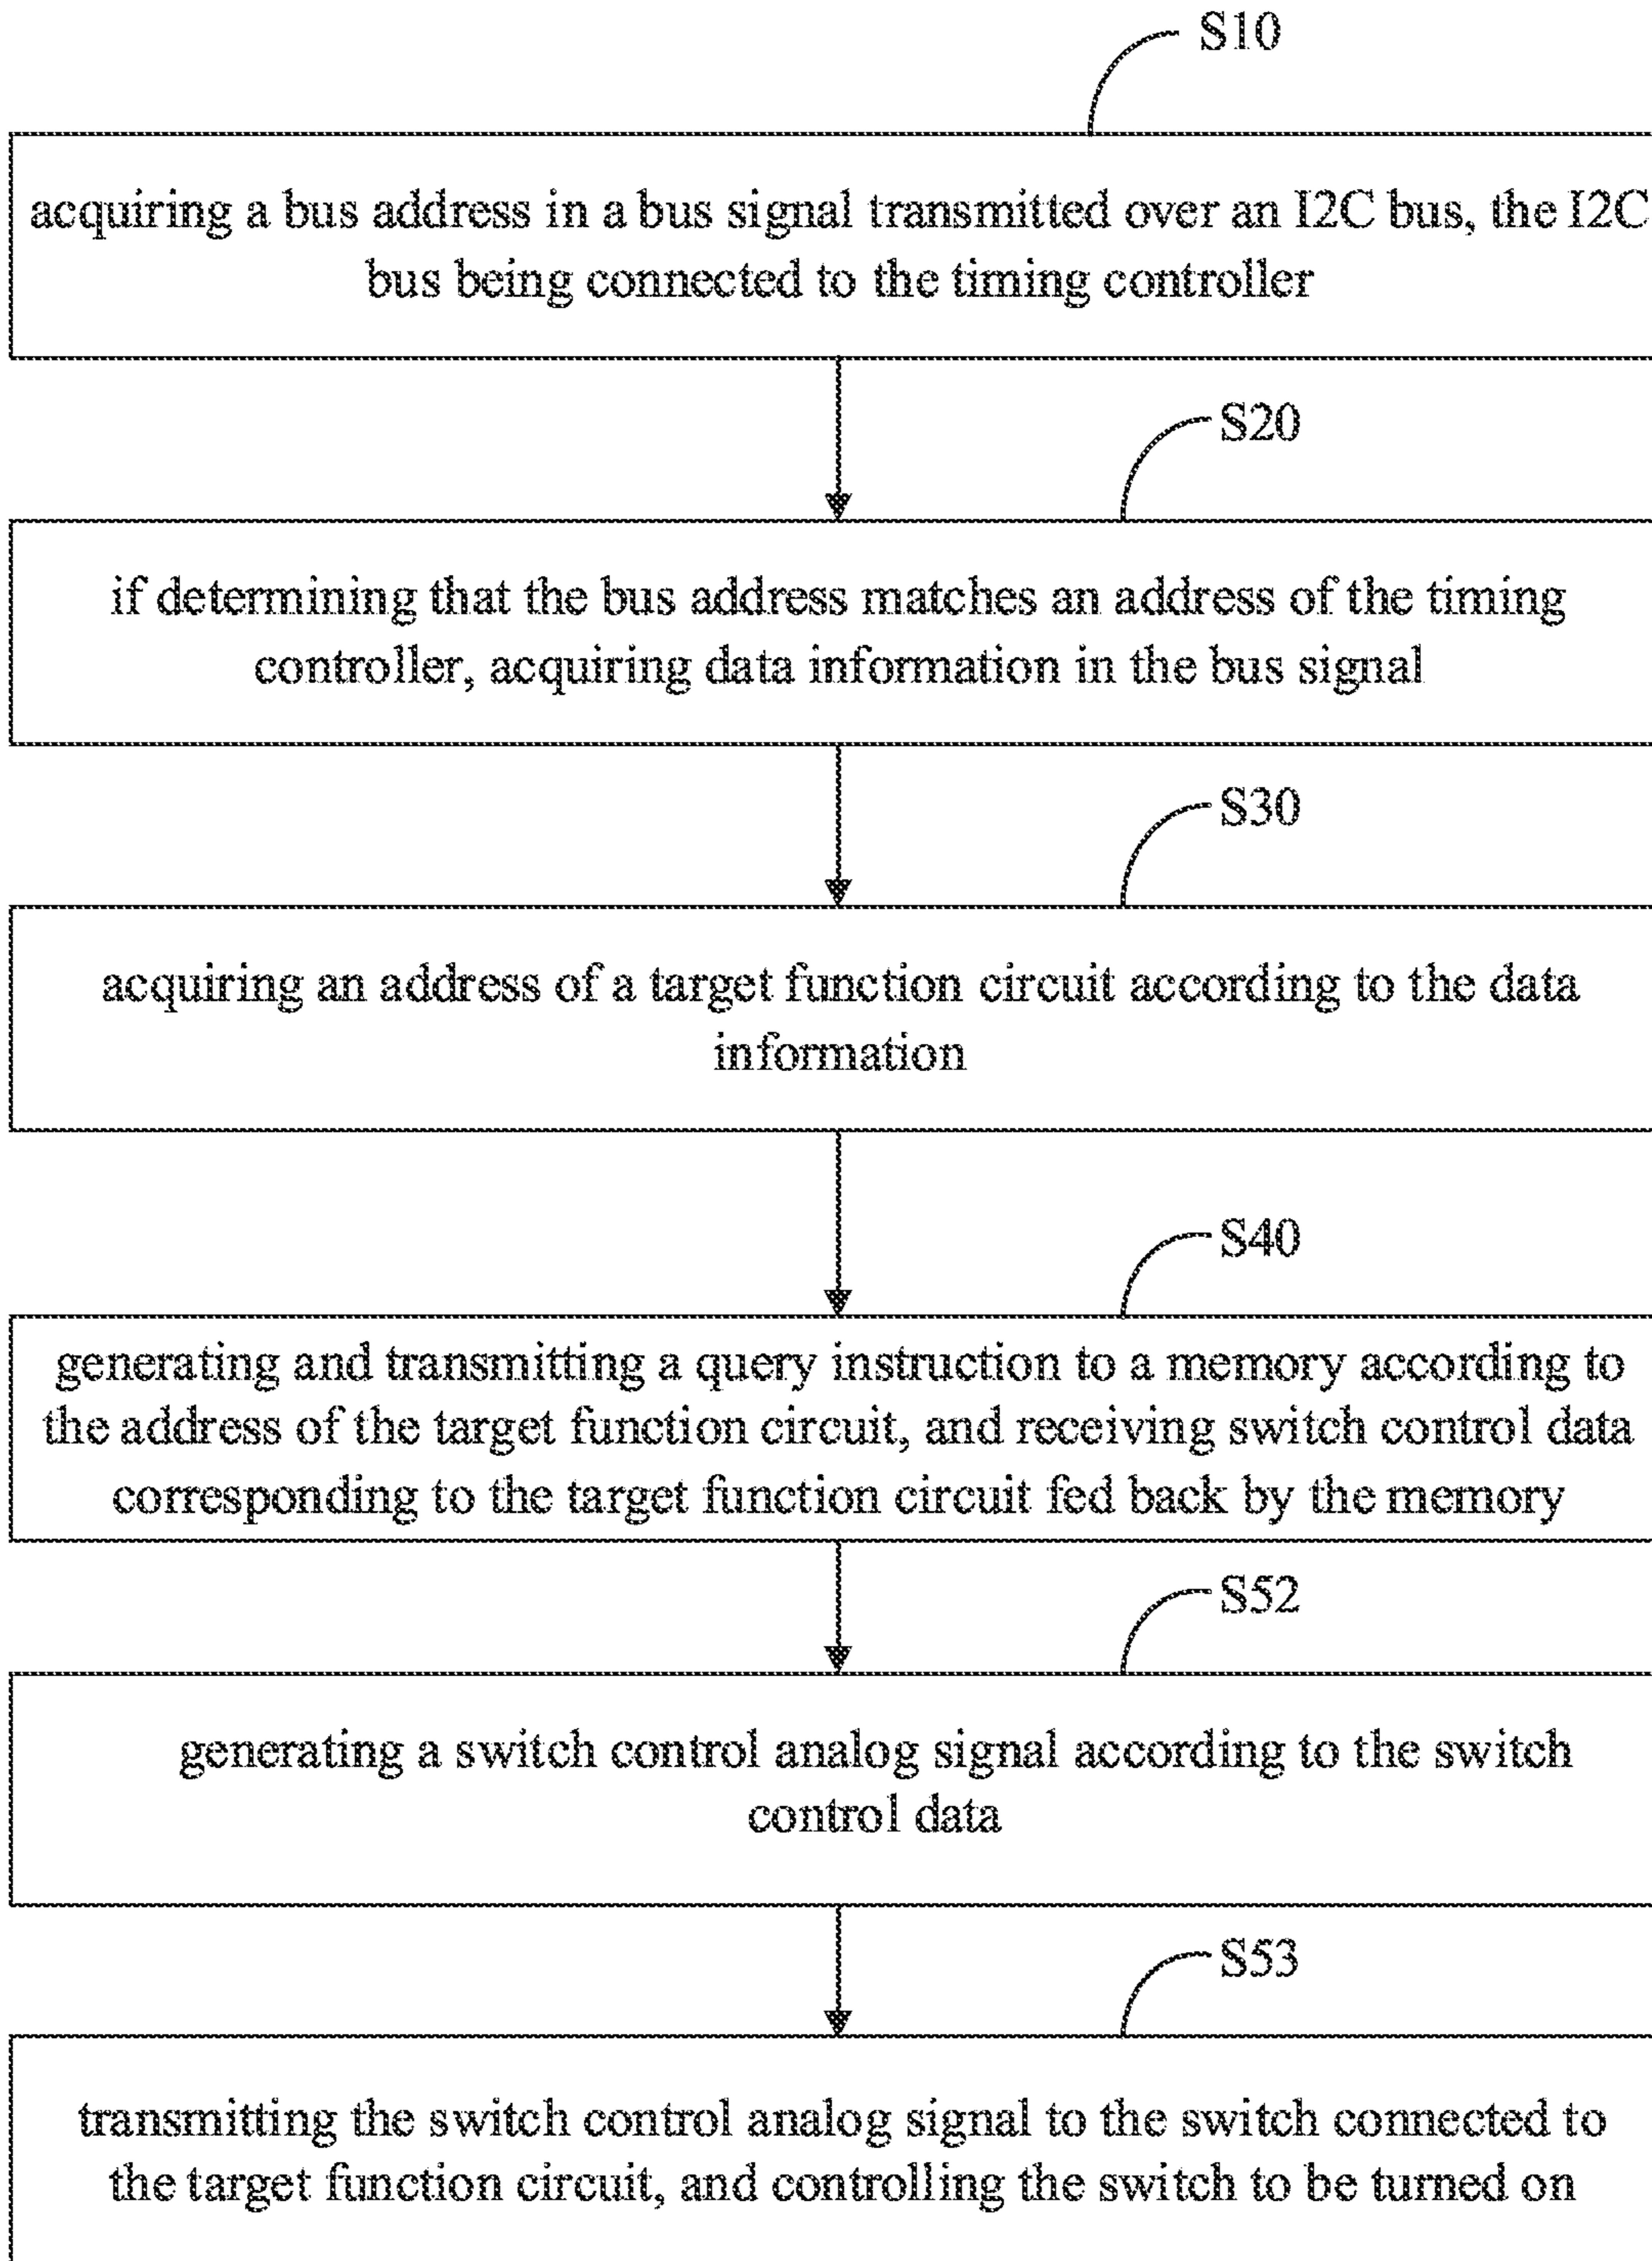 S10
acquiring a bus address in a bus signal transmitted over an I2C bus, the I2C
bus being connected to the timing controller
S20
if determining that the bus address matches an address of the timing
controller, acquiring data information in the bus signal
S30
acquiring an address of a target function circuit according to the data
information
S40
generating and transmitting a query instruction to a memory according to
the address of the target function circuit, and receiving switch control data
corresponding to the target function circuit fed back by the memory
S52
generating a switch control analog signal according to the switch
control data
S53
transmitting the switch control analog signal to the switch connected to
the target function circuit, and controlling the switch to be turned on